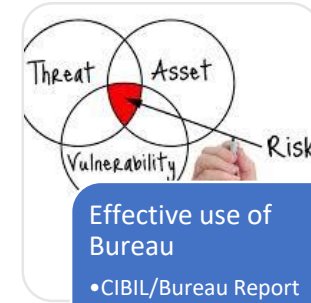 Threat Asset
Risk
Vulnerability
Effective use of
Bureau
•CIBIL/Bureau Report